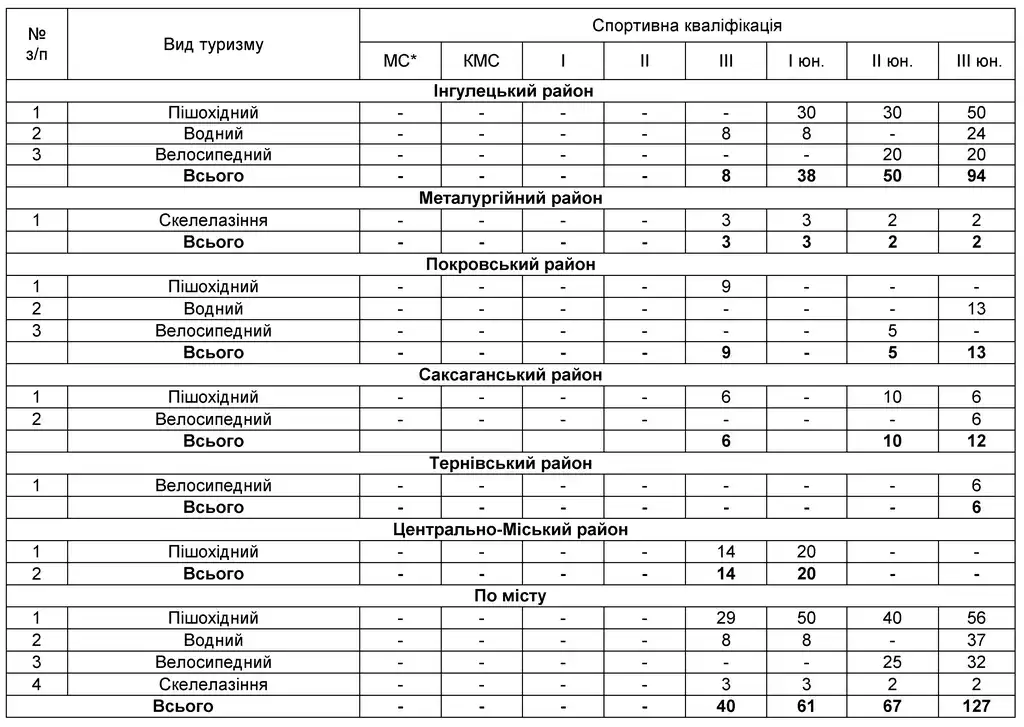 № з/п Вид туризму Спортивна кваліфікація
МС* КМС І ІІ ІІІ І юн. ІІ юн. ІІІ юн.
Інгулецький район
1 Пішохідний - - - - - 30 30 50
2 Водний - - - - 8 8 - 24
3 Велосипедний - - - - - - 20 20
Всього - - - - 8 38 50 94
Металургійний район
1 Скелелазіння - - - - 3 3 2 2
Всього - - - - 3 3 2 2
Покровський район
1 Пішохідний - - - - 9 - - -
2 Водний - - - - - - - 13
3 Велосипедний - - - - - - 5 -
Всього - - - - 9 - 5 13
Саксаганський район
1 Пішохідний - - - - 6 - 10 6
2 Велосипедний - - - - - - - 6
Всього 6 10 12
Тернівський район
1 Велосипедний - - - - - - - 6
Всього - - - - - - - 6
Центрально-Міський район
1 Пішохідний - - - - 14 20 - -
2 Всього - - - - 14 20 - -
По місту
1 Пішохідний - - - - 29 50 40 56
2 Водний - - - - 8 8 - 37
3 Велосипедний - - - - - - 25 32
4 Скелелазіння - - - - 3 3 2 2
Всього - - - - 40 61 67 127